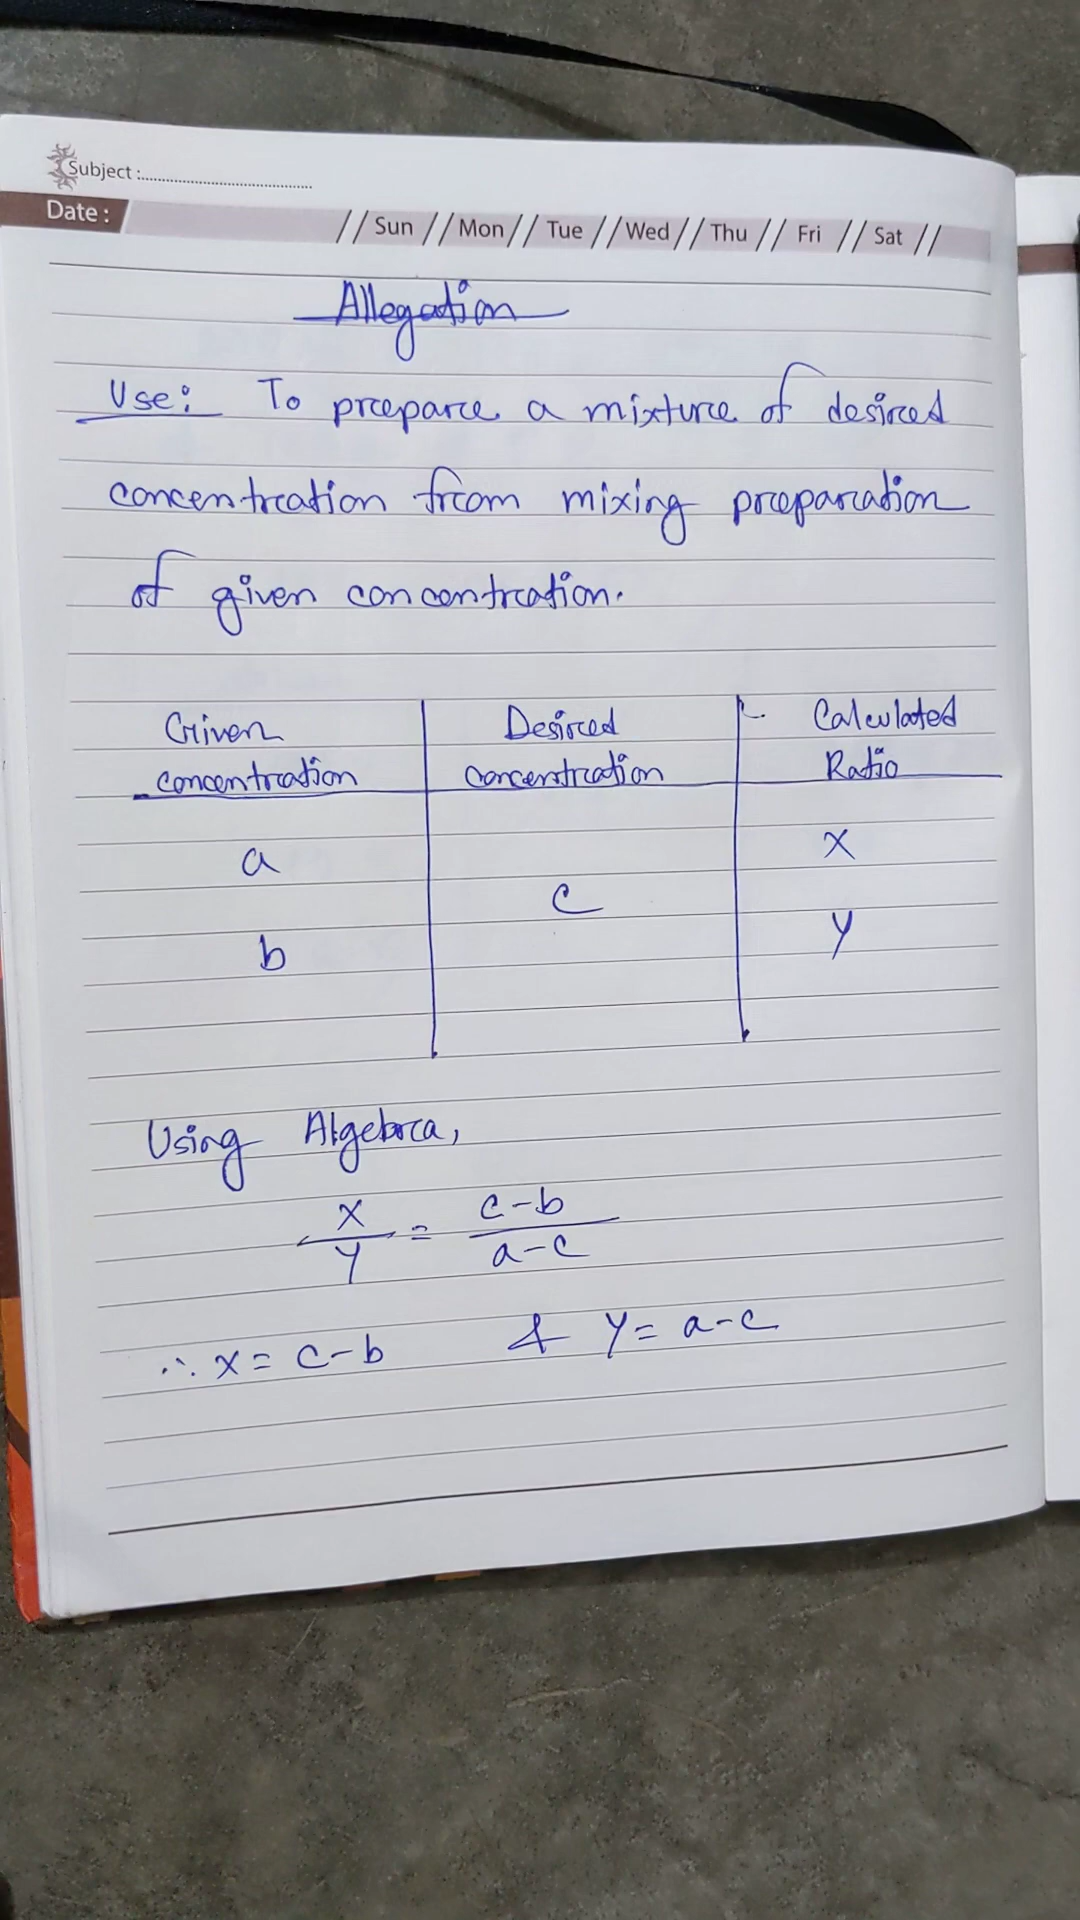 Subject :
Date :
// Sun // Mon // Tue // Wed // Thu // Fri // Sat //
Allegation
Use: To prepare a mixture of desired
concentration from mixing preparation
of given concentration.
Given Desired Calculated
concentration concentration Ratio
a x
c
b y
Using Algebra,
x/y = c-b/a-c
∴ x = c-b & y = a-c